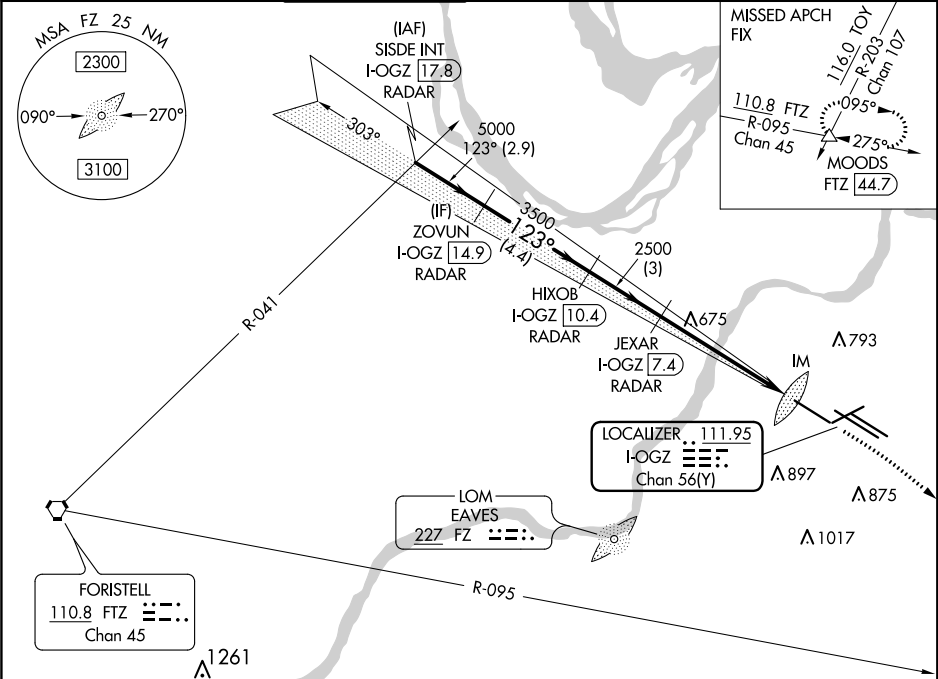 MSA FZ 25 NM
2300
090°
270°
3100
(IAF)
SISDE INT
I-OGZ 17.8
RADAR
303°
5000
123° (2.9)
(IF)
ZOVUN
I-OGZ 14.9
RADAR
3500
123°
(4.4)
2500
(3)
HIXOB
I-OGZ 10.4
RADAR
JEXAR
I-OGZ 7.4
RADAR
675
793
IM
R-041
LOCALIZER 111.95
I-OGZ
Chan 56(Y)
897
875
1017
LOM
EAVES
227 FZ
R-095
FORISTELL
110.8 FTZ
Chan 45
1261
MISSED APCH
FIX
116.0 TOY
R-203
Chan 107
110.8 FTZ
R-095
Chan 45
095°
275°
MOODS
FTZ 44.7